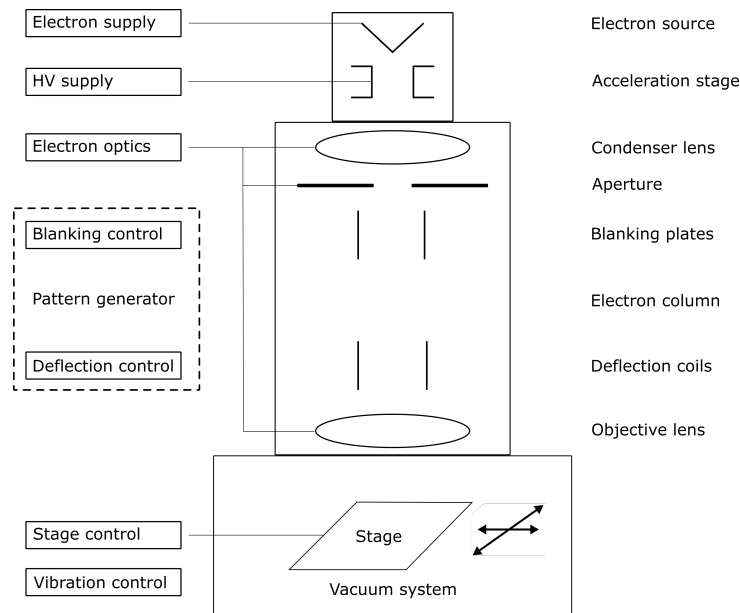 Electron supply
Electron source
HV supply
Acceleration stage
Electron optics
Condenser lens
Aperture
Blanking control
Blanking plates
Pattern generator
Electron column
Deflection control
Deflection coils
Objective lens
Stage control
Stage
Vibration control
Vacuum system